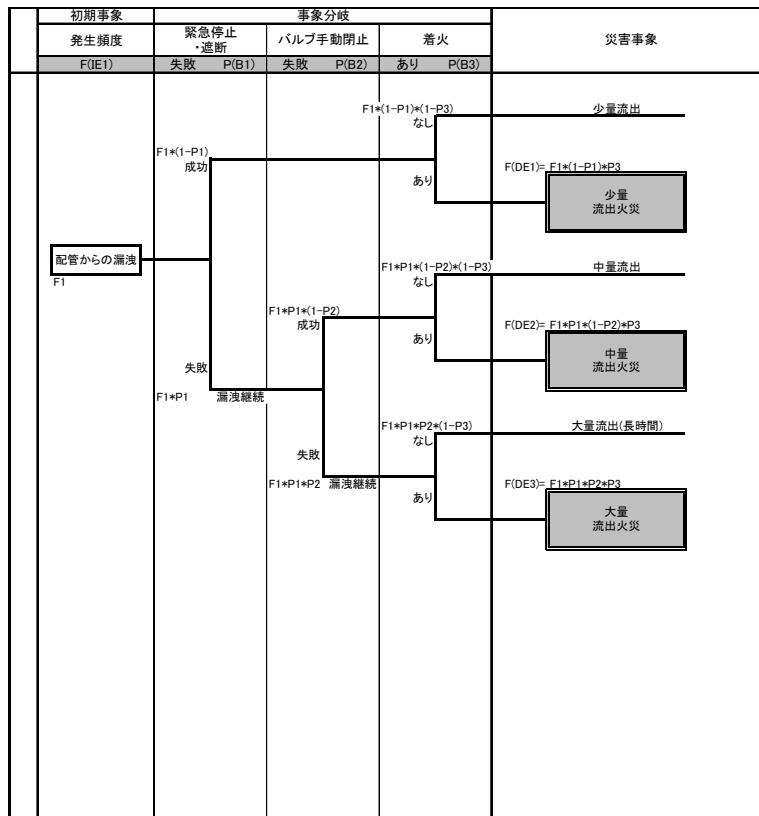 初期事象 事象分岐
発生頻度 緊急停止・遮断 バルブ手動閉止 着火 災害事象
F(IE1) 失敗 P(B1) 失敗 P(B2) あり P(B3)
F1*(1-P1)*(1-P3) 少量流出
なし
F1*(1-P1)
成功
あり
F(DE1)= F1*(1-P1)*P3
少量
流出火災
配管からの漏洩
F1
F1*P1*(1-P2)*(1-P3) 中量流出
なし
F1*P1*(1-P2)
成功
あり
F(DE2)= F1*P1*(1-P2)*P3
中量
流出火災
失敗
F1*P1 漏洩継続
F1*P1*P2*(1-P3) 大量流出(長時間)
なし
失敗
F1*P1*P2 漏洩継続
あり
F(DE3)= F1*P1*P2*P3
大量
流出火災